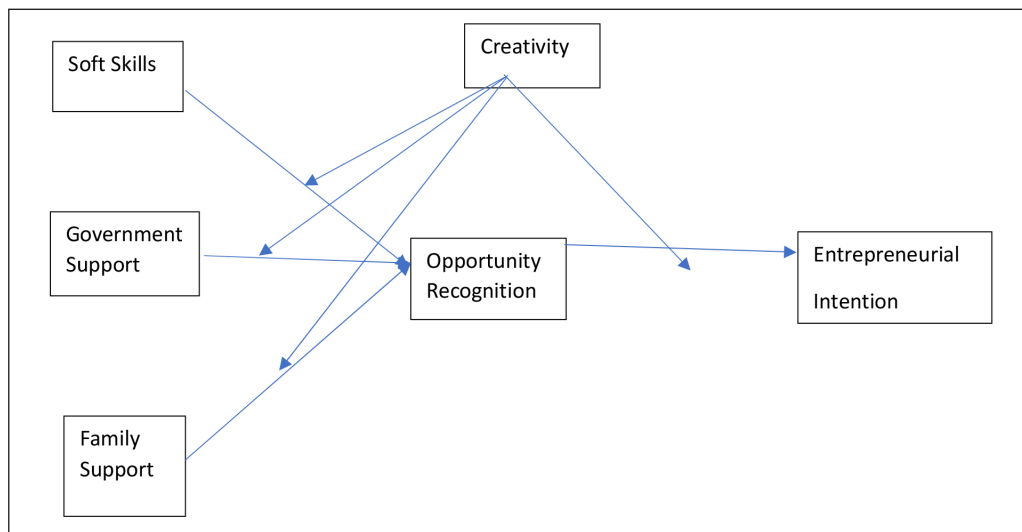 Soft Skills
Creativity
Government
Support
Opportunity
Recognition
Entrepreneurial
Intention
Family
Support